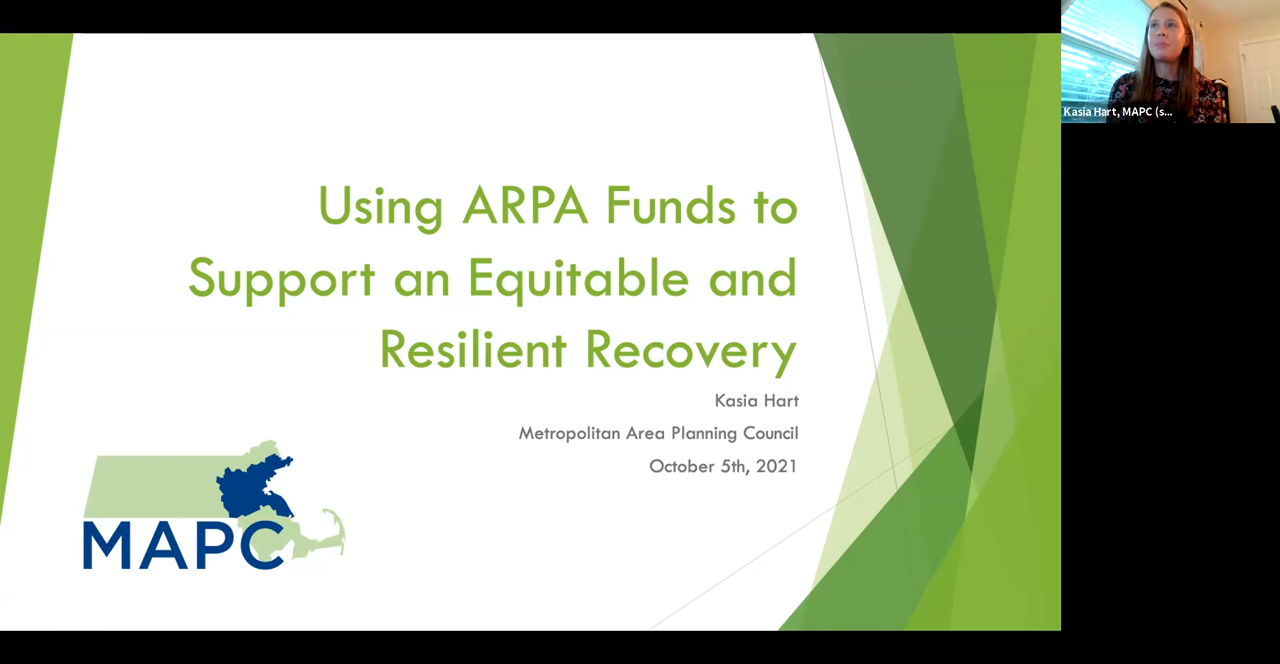 Using ARPA Funds to
Support an Equitable and
Resilient Recovery
Kasia Hart
Metropolitan Area Planning Council
October 5th, 2021
MAPC
Kasia Hart, MAPC (s...